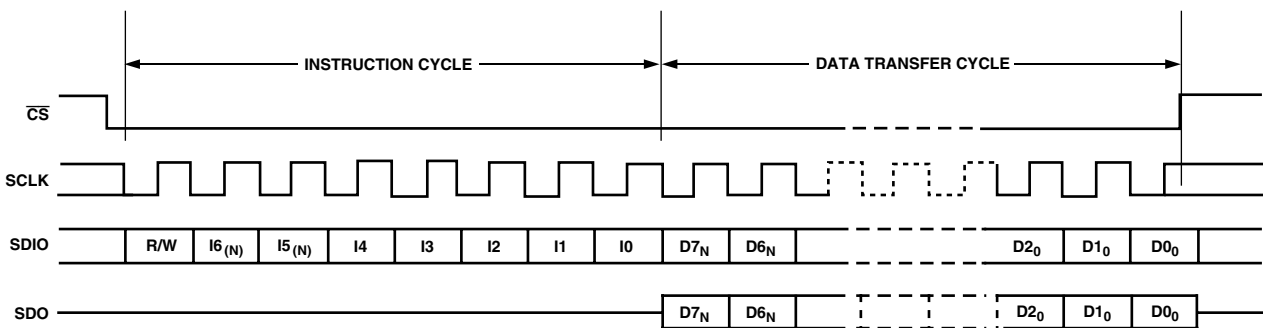 INSTRUCTION CYCLE DATA TRANSFER CYCLE
CS
SCLK
SDIO R/W I6(N) I5(N) I4 I3 I2 I1 I0 D7N D6N D20 D10 D00
SDO D7N D6N D20 D10 D00